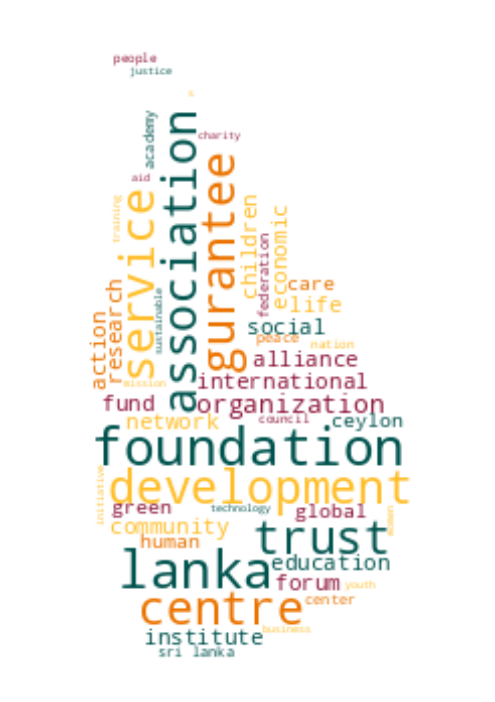 people
justice
s
academy
association
charity
gurantee
aid
service
training
children
economic
federation
care
life
sustainable
research
action
social
peace
nation
alliance
mission
international
fund
organization
network
council
ceylon
foundation
development
initiative
green
technology
global
community
human
trust
lanka
education
forum
youth
centre
center
institute
business
sri lanka